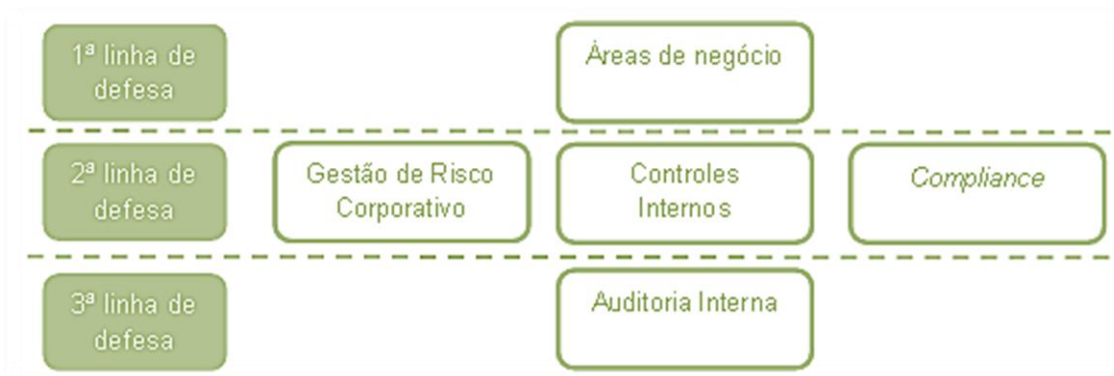 1ª linha de
defesa
Áreas de negócio
2ª linha de
defesa
Gestão de Risco
Corporativo
Controles
Internos
Compliance
3ª linha de
defesa
Auditoria Interna